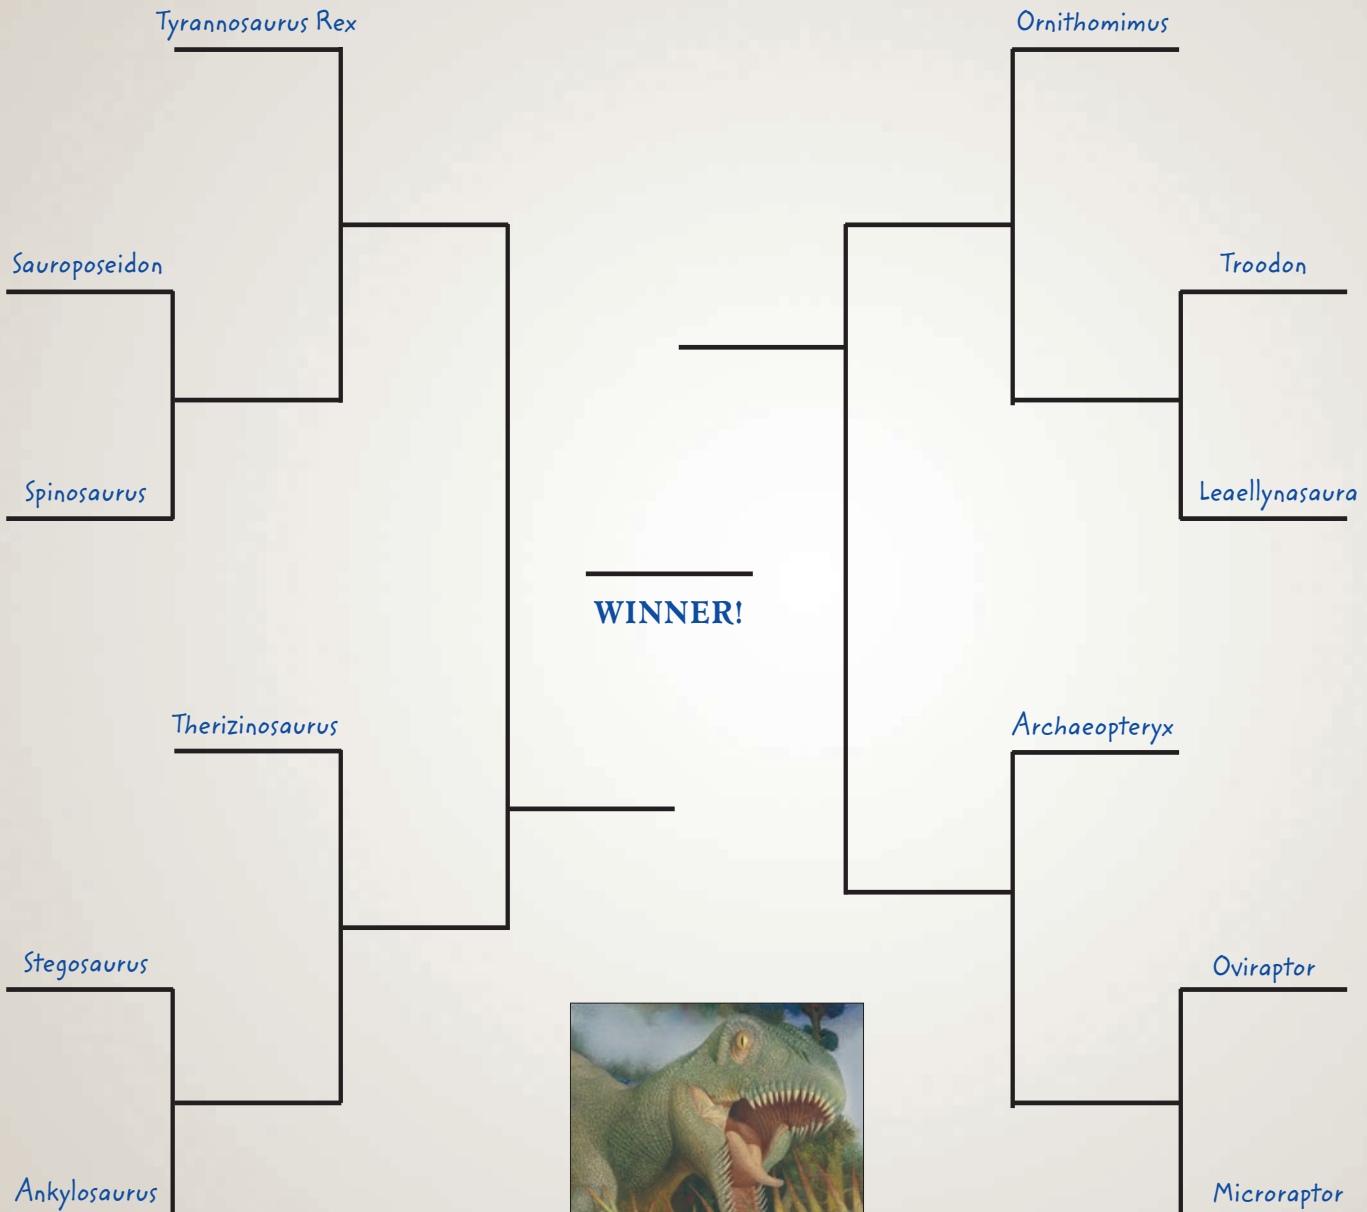 Tyrannosaurus Rex
Ornithomimus
Sauroposeidon
Troodon
Spinosaurus
Leaellynasaura
WINNER!
Therizinosaurus
Archaeopteryx
Stegosaurus
Oviraptor
Ankylosaurus
Microraptor